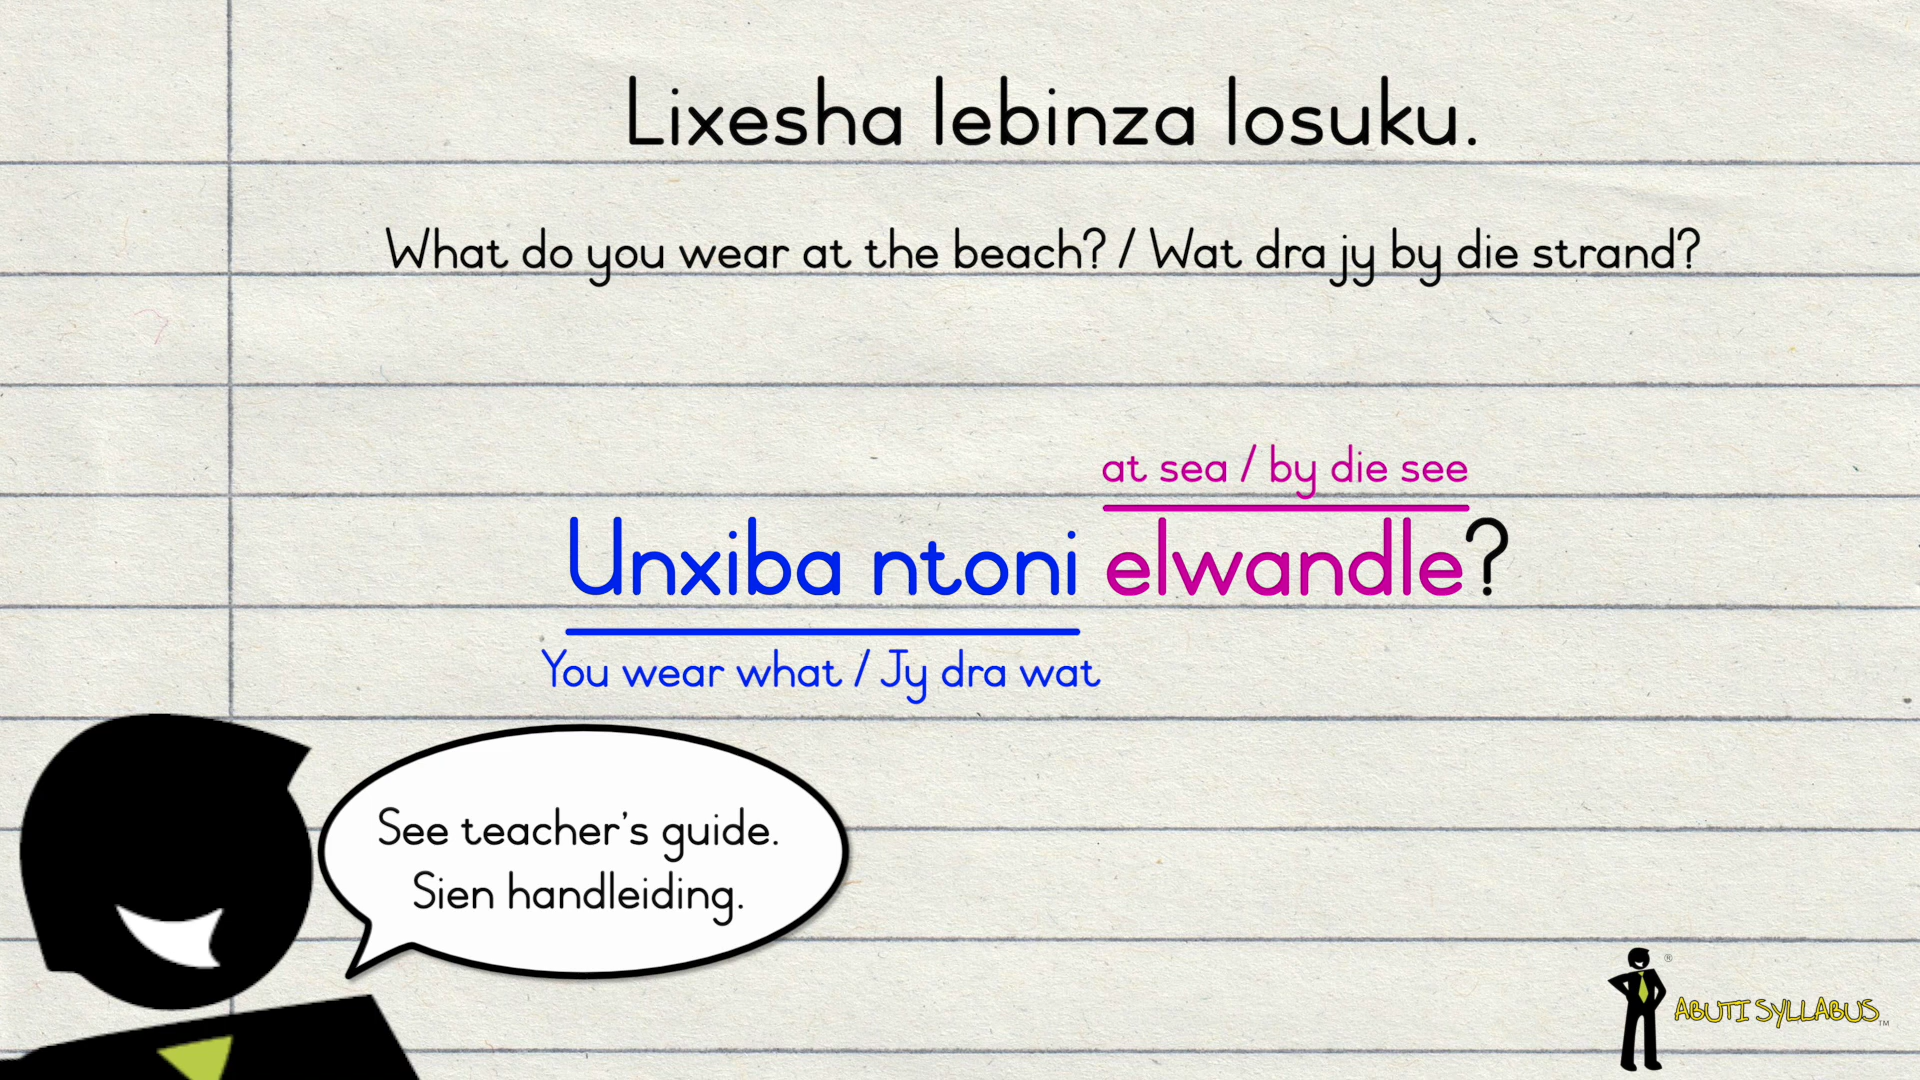 Lixesha lebinza losuku.
What do you wear at the beach? / Wat dra jy by die strand?
at sea / by die see
Unxiba ntoni elwandle?
You wear what / Jy dra wat
See teacher's guide.
Sien handleiding.
®
ABUTI SYLLABUS™